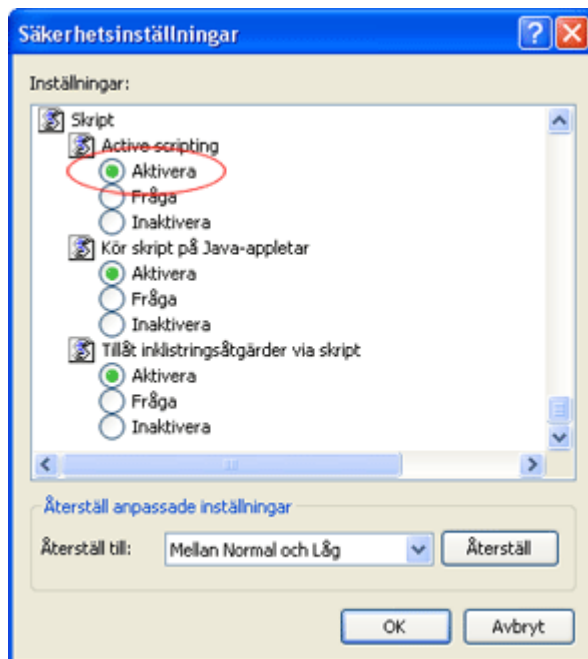 Säkerhetsinställningar
Inställningar:
Skript
Active scripting
Aktivera
Fråga
Inaktivera
Kör skript på Java-appletar
Aktivera
Fråga
Inaktivera
Tillåt inklistringsåtgärder via skript
Aktivera
Fråga
Inaktivera
Återställ anpassade inställningar
Återställ till: Mellan Normal och Låg Återställ
OK Avbryt